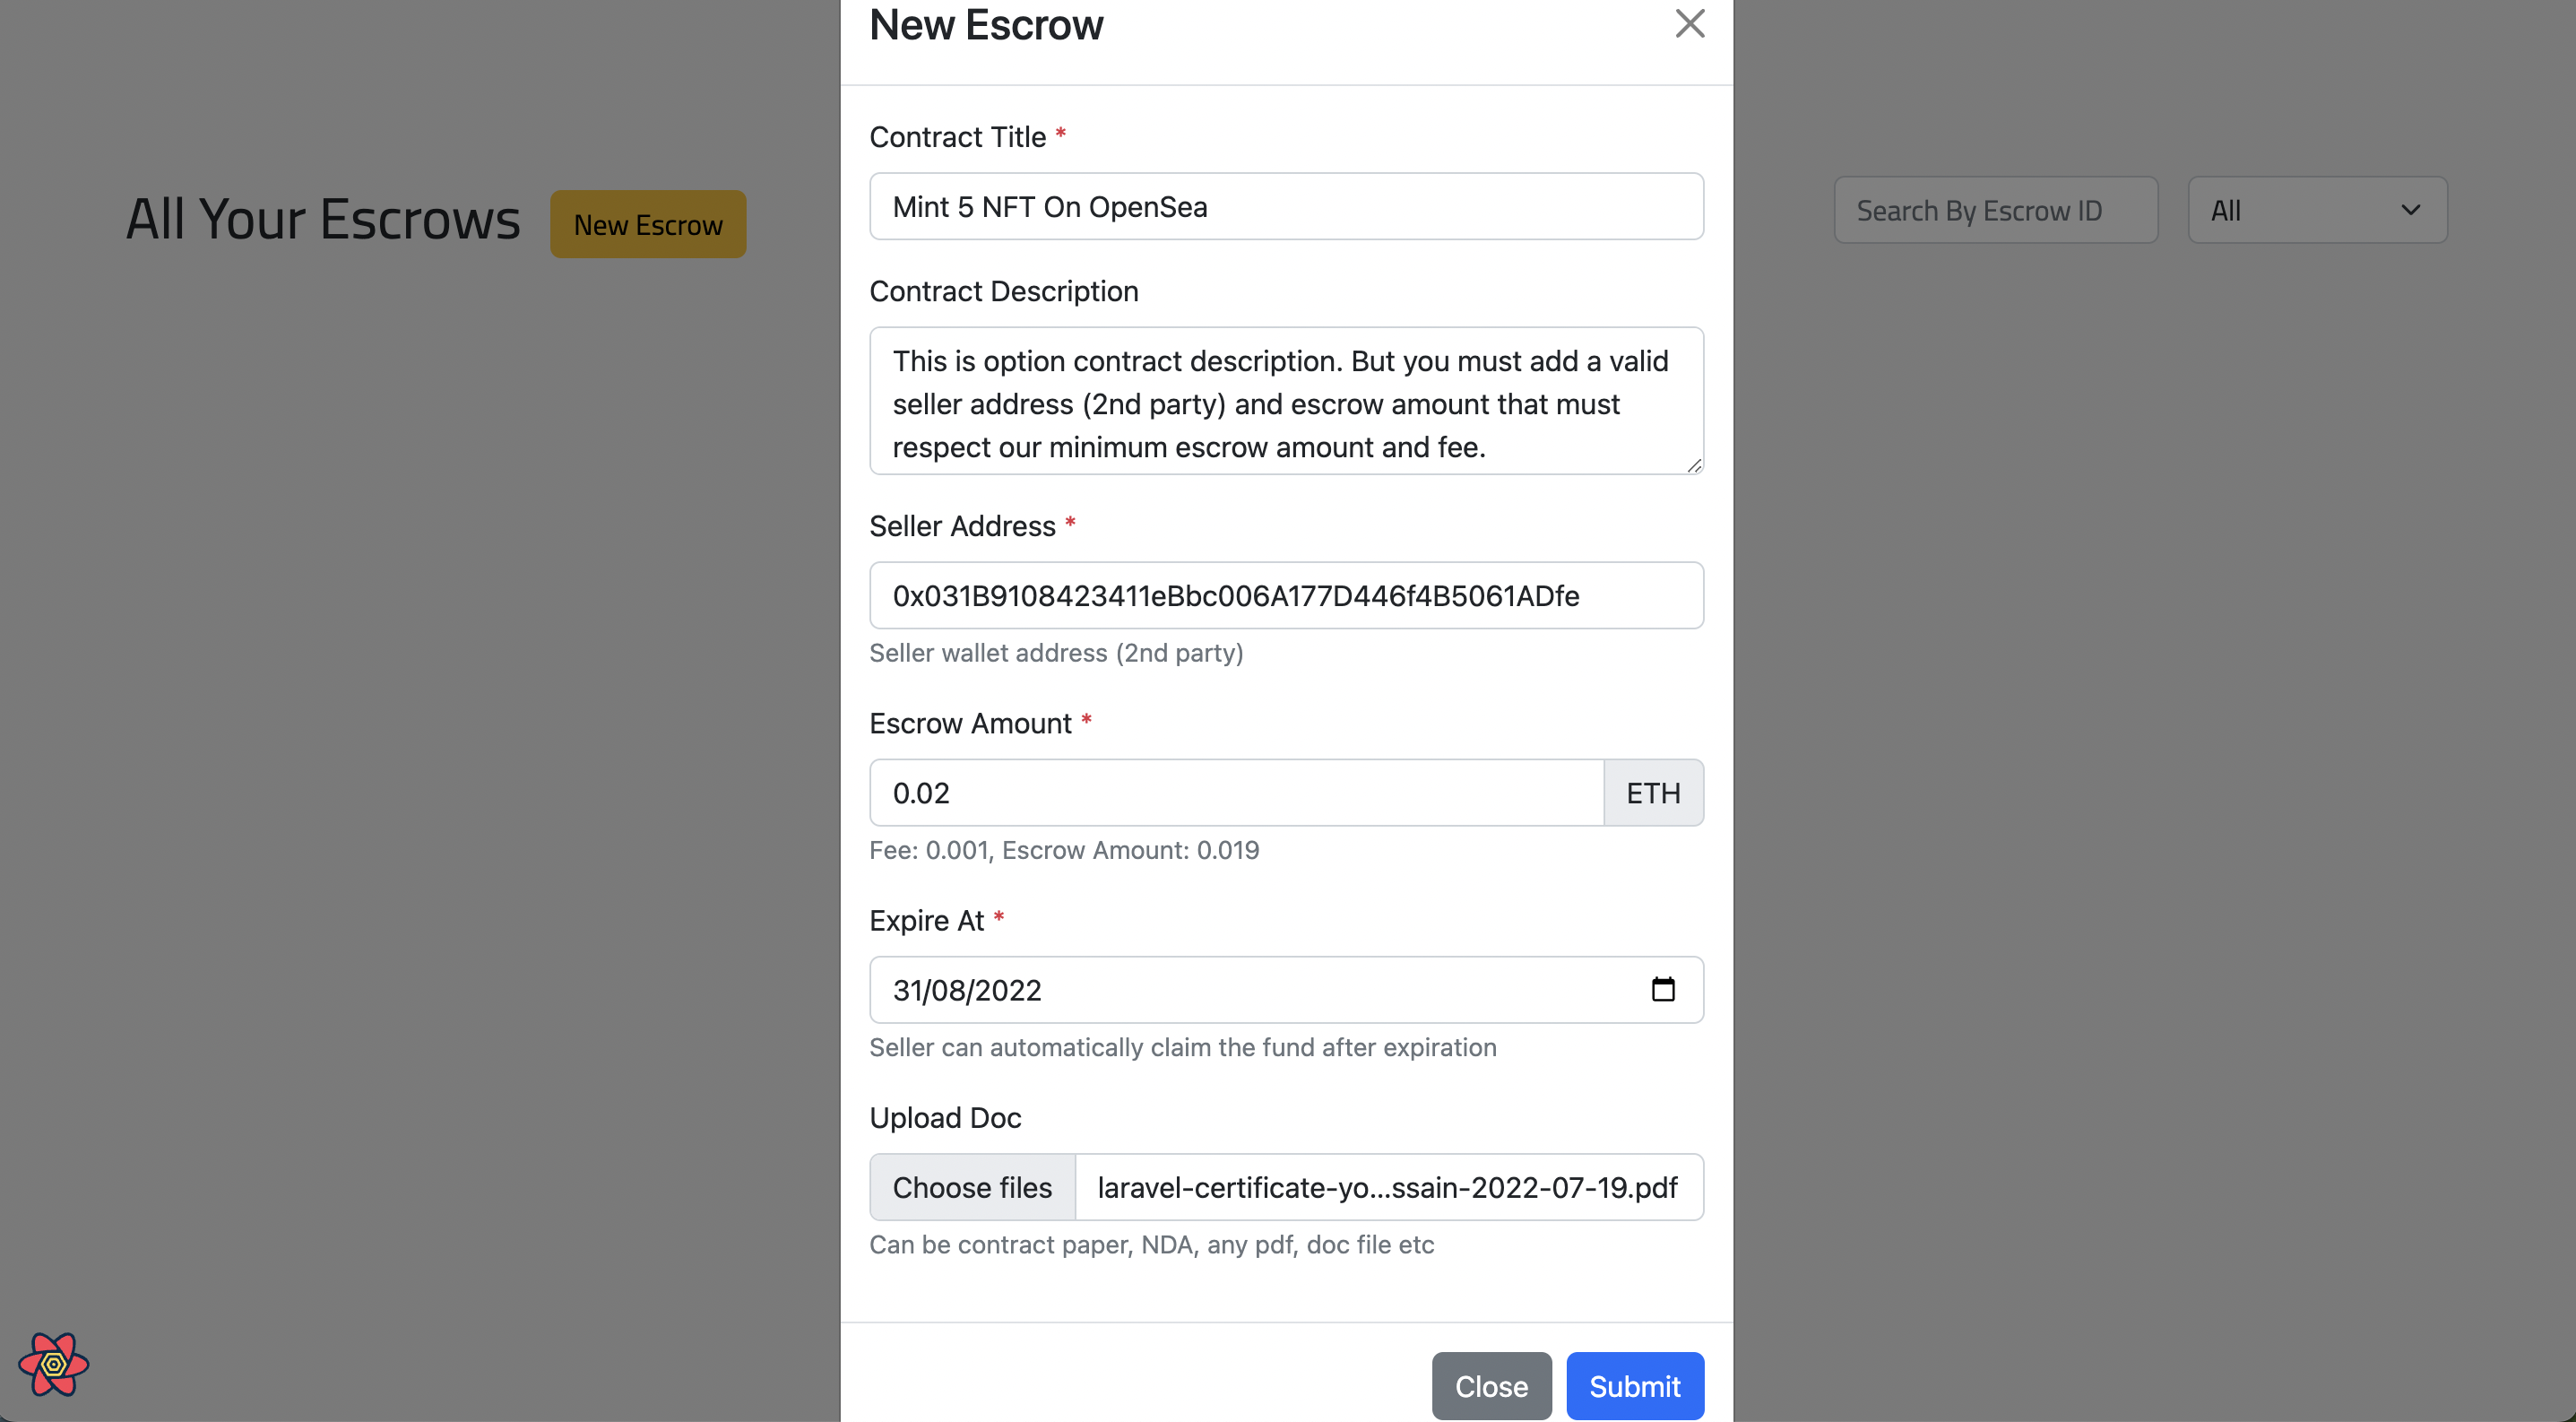 New Escrow
Contract Title *
Mint 5 NFT On OpenSea
All Your Escrows
New Escrow
Search By Escrow ID
All
Contract Description
This is option contract description. But you must add a valid
seller address (2nd party) and escrow amount that must
respect our minimum escrow amount and fee.
Seller Address *
0x031B9108423411eBbc006A177D446f4B5061ADfe
Seller wallet address (2nd party)
Escrow Amount *
0.02
ETH
Fee: 0.001, Escrow Amount: 0.019
Expire At *
31/08/2022
Seller can automatically claim the fund after expiration
Upload Doc
Choose files
laravel-certificate-yo...ssain-2022-07-19.pdf
Can be contract paper, NDA, any pdf, doc file etc
Close
Submit